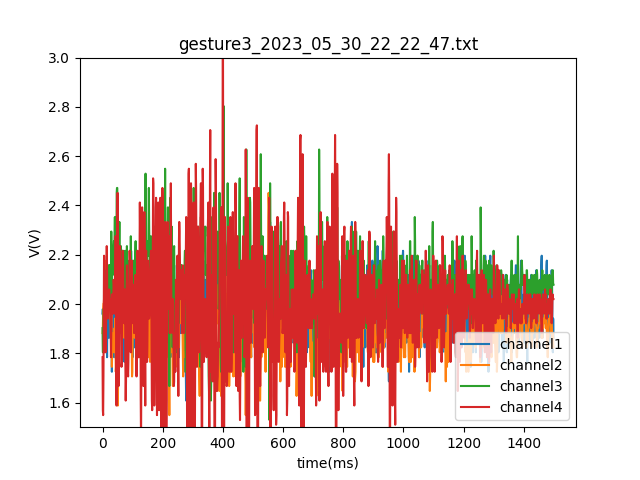 gesture3_2023_05_30_22_22_47.txt
3.0
2.8
2.6
2.4
2.2
2.0
1.8
1.6
V(V)
channel1
channel2
channel3
channel4
0 200 400 600 800 1000 1200 1400
time(ms)